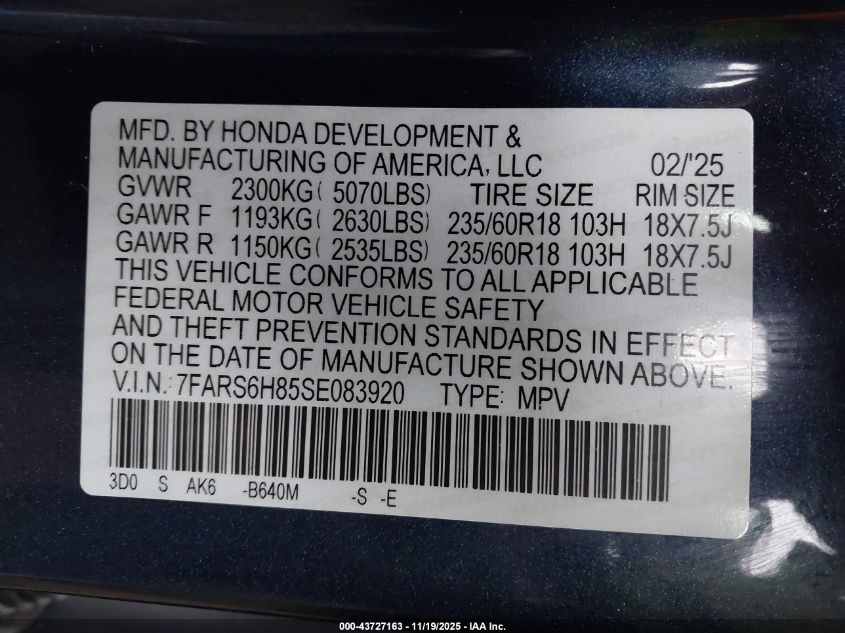 MFD. BY HONDA DEVELOPMENT &
MANUFACTURING OF AMERICA, LLC 02/'25
GVWR 2300KG( 5070LBS) TIRE SIZE RIM SIZE
GAWR F 1193KG( 2630LBS) 235/60R18 103H 18X7.5J
GAWR R 1150KG( 2535LBS) 235/60R18 103H 18X7.5J
THIS VEHICLE CONFORMS TO ALL APPLICABLE
FEDERAL MOTOR VEHICLE SAFETY
AND THEFT PREVENTION STANDARDS IN EFFECT
ON THE DATE OF MANUFACTURE SHOWN ABOVE.
V.I.N.: 7FARS6H85SE083920 TYPE: MPV
3D0 S AK6 -B640M -S -E
000-43727163 - 11/19/2025 - IAA Inc.